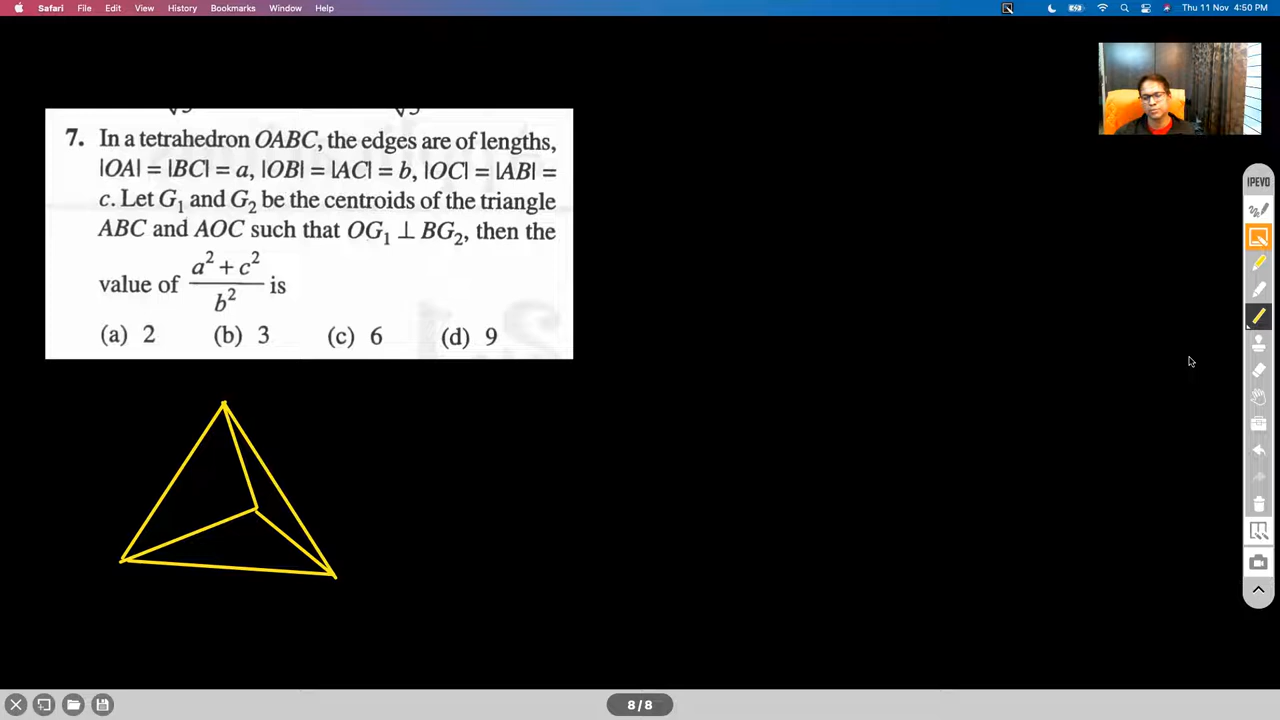 Safari File Edit View History Bookmarks Window Help Thu 11 Nov 4:50 PM
7. In a tetrahedron OABC, the edges are of lengths,
|OA| = |BC| = a, |OB| = |AC| = b, |OC| = |AB| =
c. Let G₁ and G₂ be the centroids of the triangle
ABC and AOC such that OG₁ ⊥ BG₂, then the
value of (a² + c²)/b² is
(a) 2 (b) 3 (c) 6 (d) 9
IPEVO
8/8